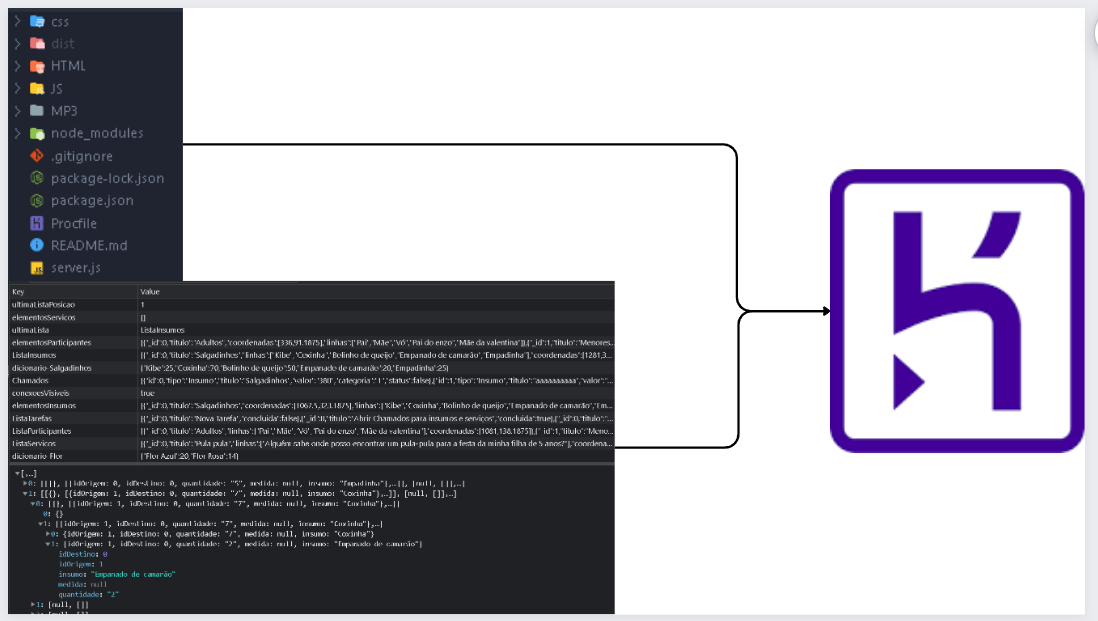 css
dist
HTML
JS
MP3
node_modules
.gitignore
package-lock.json
package.json
Procfile
README.md
server.js
Key Value
ultimaListaPosicao 1
elementosServicos []
ultimaLista ListaInsumos
elementosParticipantes [{"_id":0,"titulo":"Adultos","coordenadas":[336,91.1875],"linhas":["Pai","Mãe","Vó","Pai do enzo","Mãe da valentina"]},{"_id":1,"titulo":"Menores...
ListaInsumos [{"_id":0,"titulo":"Salgadinhos","linhas":["Kibe","Coxinha","Bolinho de queijo","Empanado de camarão","Empadinha"],"coordenadas":[1281,3...
dicionario-Salgadinhos {"Kibe":25,"Coxinha":70,"Bolinho de queijo":50,"Empanado de camarão":20,"Empadinha":25}
Chamados [{"id":0,"tipo":"Insumo","titulo":"Salgadinhos","valor":"380","categoria":"1","status":false},{"id":1,"tipo":"Insumo","titulo":"aaaaaaaaaa","valor":"...
conexoesVisiveis true
elementosInsumos [{"_id":0,"titulo":"Salgadinhos","coordenadas":[1067.5,323.1875],"linhas":["Kibe","Coxinha","Bolinho de queijo","Empanado de camarão","Em...
ListaTarefas [{"_id":0,"titulo":"Nova Tarefa","concluida":false},{"_id":0,"titulo":"Abrir Chamados para insumos e servicos","concluida":true},{"_id":0,"titulo":"...
ListaParticipantes [{"_id":0,"titulo":"Adultos","linhas":["Pai","Mãe","Vó","Pai do enzo","Mãe da valentina"],"coordenadas":[1081,138.1875]},{"_id":1,"titulo":"Meno...
ListaServicos [{"_id":0,"titulo":"Pula pula","linhas":["Alguém sabe onde posso encontrar um pula-pula para a festa da minha filha de 5 anos?"],"coordena...
dicionario-Flor {"Flor Azul":20,"Flor Rosa":14}
▼[,…]
▶0: [[{}, [{idOrigem: 0, idDestino: 0, quantidade: "5", medida: null, insumo: "Empadinha"},…]], [null, []],…]
▼1: [[{}, [{idOrigem: 1, idDestino: 0, quantidade: "7", medida: null, insumo: "Coxinha"},…]], [null, []],…]
▼0: [{}, [{idOrigem: 1, idDestino: 0, quantidade: "7", medida: null, insumo: "Coxinha"},…]]
0: {}
▼1: [{idOrigem: 1, idDestino: 0, quantidade: "7", medida: null, insumo: "Coxinha"},…]
▶0: {idOrigem: 1, idDestino: 0, quantidade: "7", medida: null, insumo: "Coxinha"}
▼1: {idOrigem: 1, idDestino: 0, quantidade: "2", medida: null, insumo: "Empanado de camarão"}
idDestino: 0
idOrigem: 1
insumo: "Empanado de camarão"
medida: null
quantidade: "2"
▶1: [null, []]